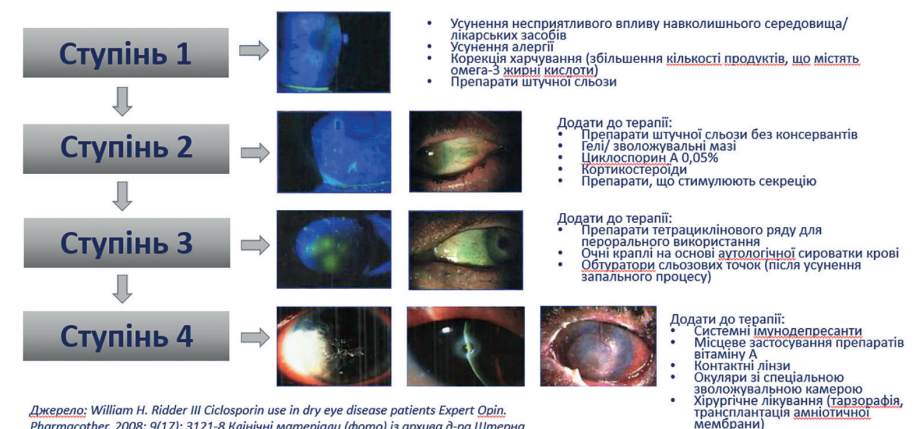 Ступінь 1
• Усунення несприятливого впливу навколишнього середовища/
лікарських засобів
• Усунення алергії
• Корекція харчування (збільшення кількості продуктів, що містять
омега-3 жирні кислоти)
• Препарати штучної сльози
Ступінь 2
Додати до терапії:
• Препарати штучної сльози без консервантів
• Гелі/ зволожувальні мазі
• Циклоспорин А 0,05%
• Кортикостероїди
• Препарати, що стимулюють секрецію
Ступінь 3
Додати до терапії:
• Препарати тетрациклінового ряду для
перорального використання
• Очні краплі на основі аутологічної сироватки крові
• Обтуратори сльозових точок (після усунення
запального процесу)
Ступінь 4
Додати до терапії:
• Системні імунодепресанти
• Місцеве застосування препаратів
вітаміну А
• Контактні лінзи
• Окуляри зі спеціальною
зволожувальною камерою
• Хірургічне лікування (тарзорафія,
трансплантація амніотичної
мембрани)
Джерело: William H. Ridder III Ciclosporin use in dry eye disease patients Expert Opin.
Pharmacother. 2008; 9(17): 3121-8 Клінічні матеріали (фото) із архива д-ра Штерна